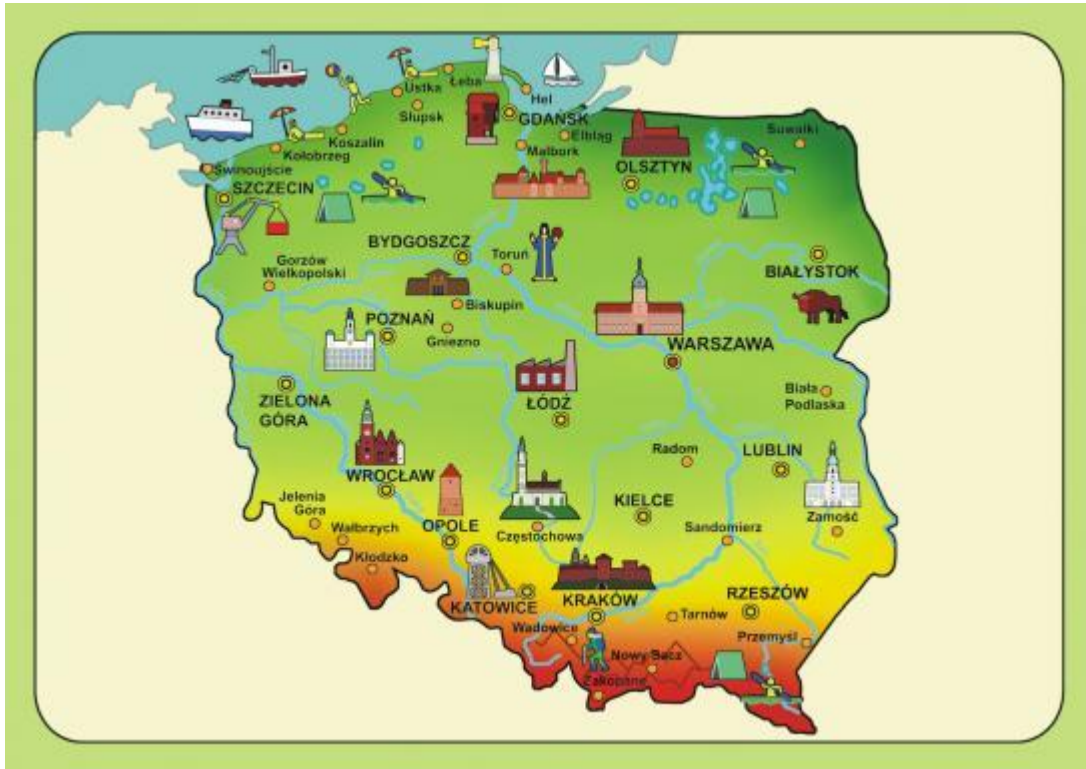 Łeba
Ustka
Hel
Słupsk
GDAŃSK
Koszalin
Elbląg
Suwałki
Kołobrzeg
Malbork
Świnoujście
OLSZTYN
SZCZECIN
BYDGOSZCZ
Toruń
Gorzów
Wielkopolski
BIAŁYSTOK
Biskupin
POZNAŃ
Gniezno
WARSZAWA
Biała
Podlaska
ZIELONA
GÓRA
ŁÓDŹ
Radom
LUBLIN
WROCŁAW
Jelenia
Góra
KIELCE
Zamość
Wałbrzych
OPOLE
Częstochowa
Sandomierz
Kłodzko
KATOWICE
KRAKÓW
RZESZÓW
Tarnów
Wadowice
Przemyśl
Nowy Sącz
Zakopane